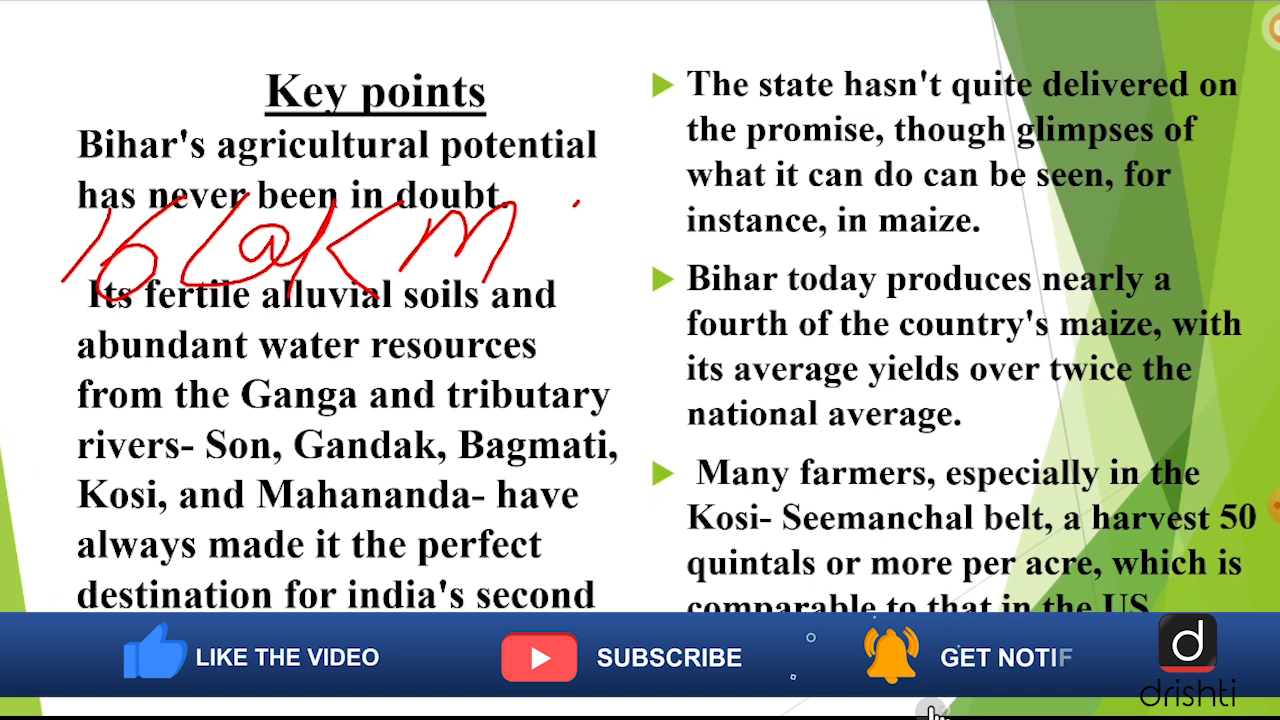 Key points
Bihar's agricultural potential
has never been in doubt.
Its fertile alluvial soils and
abundant water resources
from the Ganga and tributary
rivers- Son, Gandak, Bagmati,
Kosi, and Mahananda- have
always made it the perfect
destination for india's second
The state hasn't quite delivered on
the promise, though glimpses of
what it can do can be seen, for
instance, in maize.
Bihar today produces nearly a
fourth of the country's maize, with
its average yields over twice the
national average.
Many farmers, especially in the
Kosi- Seemanchal belt, a harvest 50
quintals or more per acre, which is
comparable to that in the US
LIKE THE VIDEO
SUBSCRIBE
GET NOTIF
d
drishti